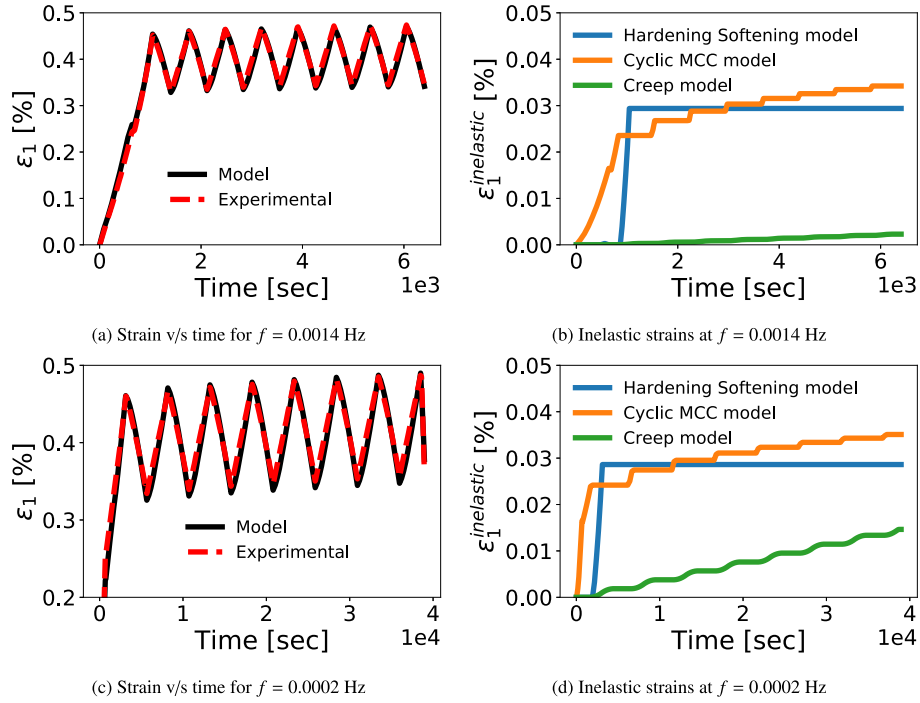 0.5
0.4
0.3
0.2
0.1
0.0
ε₁ [%]
Model
Experimental
0 2 4 6
1e3
Time [sec]
(a) Strain v/s time for f = 0.0014 Hz
0.05
0.04
0.03
0.02
0.01
0.00
ε₁^inelastic [%]
Hardening Softening model
Cyclic MCC model
Creep model
0 2 4 6
1e3
Time [sec]
(b) Inelastic strains at f = 0.0014 Hz
0.5
0.4
0.3
0.2
ε₁ [%]
Model
Experimental
0 1 2 3 4
1e4
Time [sec]
(c) Strain v/s time for f = 0.0002 Hz
0.05
0.04
0.03
0.02
0.01
0.00
ε₁^inelastic [%]
Hardening Softening model
Cyclic MCC model
Creep model
0 1 2 3 4
1e4
Time [sec]
(d) Inelastic strains at f = 0.0002 Hz